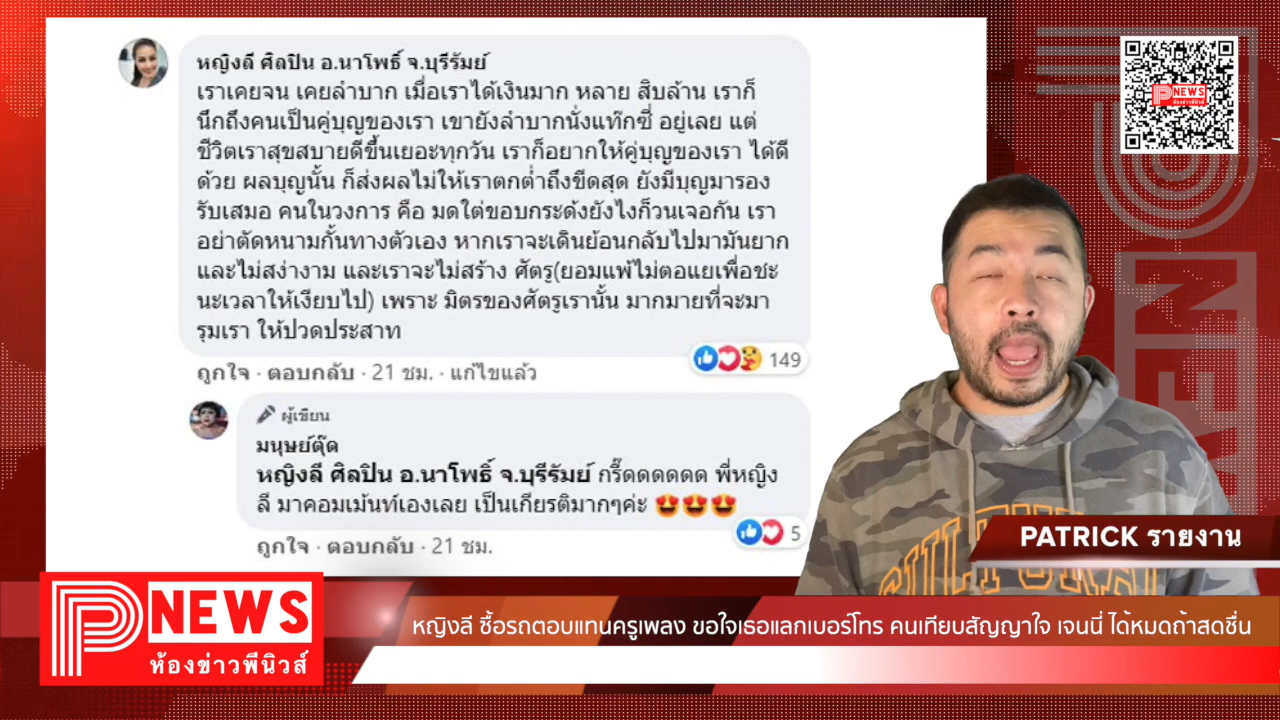 หญิงลี ศิลปิน อ.นาโพธิ์ จ.บุรีรัมย์
เราเคยจน เคยลำบาก เมื่อเราได้เงินมาก หลาย สิบล้าน เราก็
นึกถึงคนเป็นคู่บุญของเรา เขายังลำบากนั่งแท๊กซี่ อยู่เลย แต่
ชีวิตเราสุขสบายดีขึ้นเยอะทุกวัน เราก็อยากให้คู่บุญของเรา ได้ดี
ด้วย ผลบุญนั้น ก็ส่งผลไม่ให้เราตกต่ำถึงขีดสุด ยังมีบุญมารอง
รับเสมอ คนในวงการ คือ มดใต่ขอบกระด้งยังไงก็วนเจอกัน เรา
อย่าตัดหนามกั้นทางตัวเอง หากเราจะเดินย้อนกลับไปมามันยาก
และไม่สง่างาม และเราจะไม่สร้าง ศัตรู(ยอมแพ้ไม่ตอแยเพื่อชะ
นะเวลาให้เงียบไป) เพราะ มิตรของศัตรูเรานั้น มากมายที่จะมา
รุมเรา ให้ปวดประสาท
149
ถูกใจ · ตอบกลับ · 21 ชม. · แก้ไขแล้ว
ผู้เขียน
มนุษย์ตุ๊ด
หญิงลี ศิลปิน อ.นาโพธิ์ จ.บุรีรัมย์ กรี๊ดดดดดด พี่หญิง
ลี มาคอมเม้นท์เองเลย เป็นเกียรติมากๆค่ะ 😍😍😍
5
ถูกใจ · ตอบกลับ · 21 ชม.
P NEWS
ห้องข่าวพีนิวส์
PATRICK รายงาน
P NEWS
ห้องข่าวพีนิวส์
หญิงลี ซื้อรถตอบแทนครูเพลง ขอใจเธอแลกเบอร์โทร คนเทียบสัญญาใจ เจนนี่ ได้หมดถ้าสดชื่น
NEW